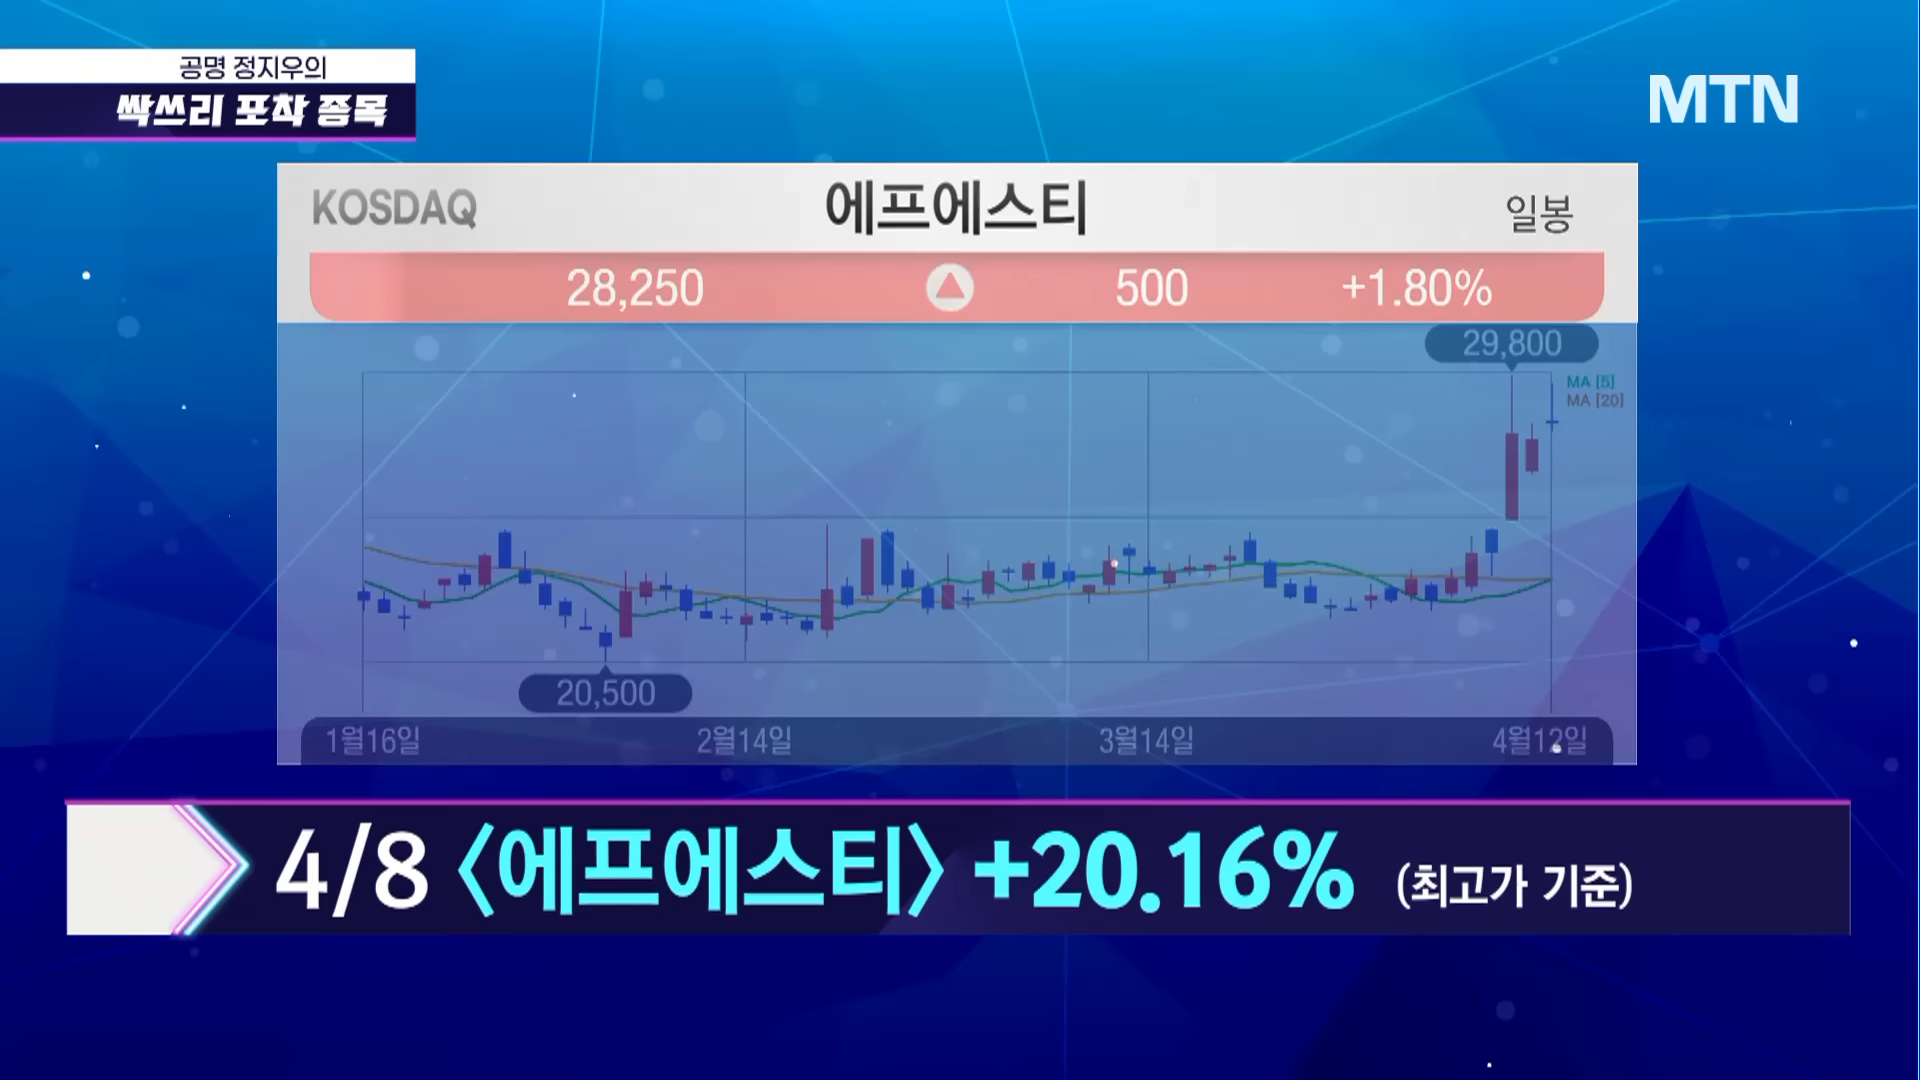 공명 정지우의
싹쓰리 포착 종목
MTN
KOSDAQ
에프에스티
일봉
28,250 500 +1.80%
29,800
MA [5]
MA [20]
20,500
1월16일 2월14일 3월14일 4월12일
4/8 〈에프에스티〉 +20.16% (최고가 기준)